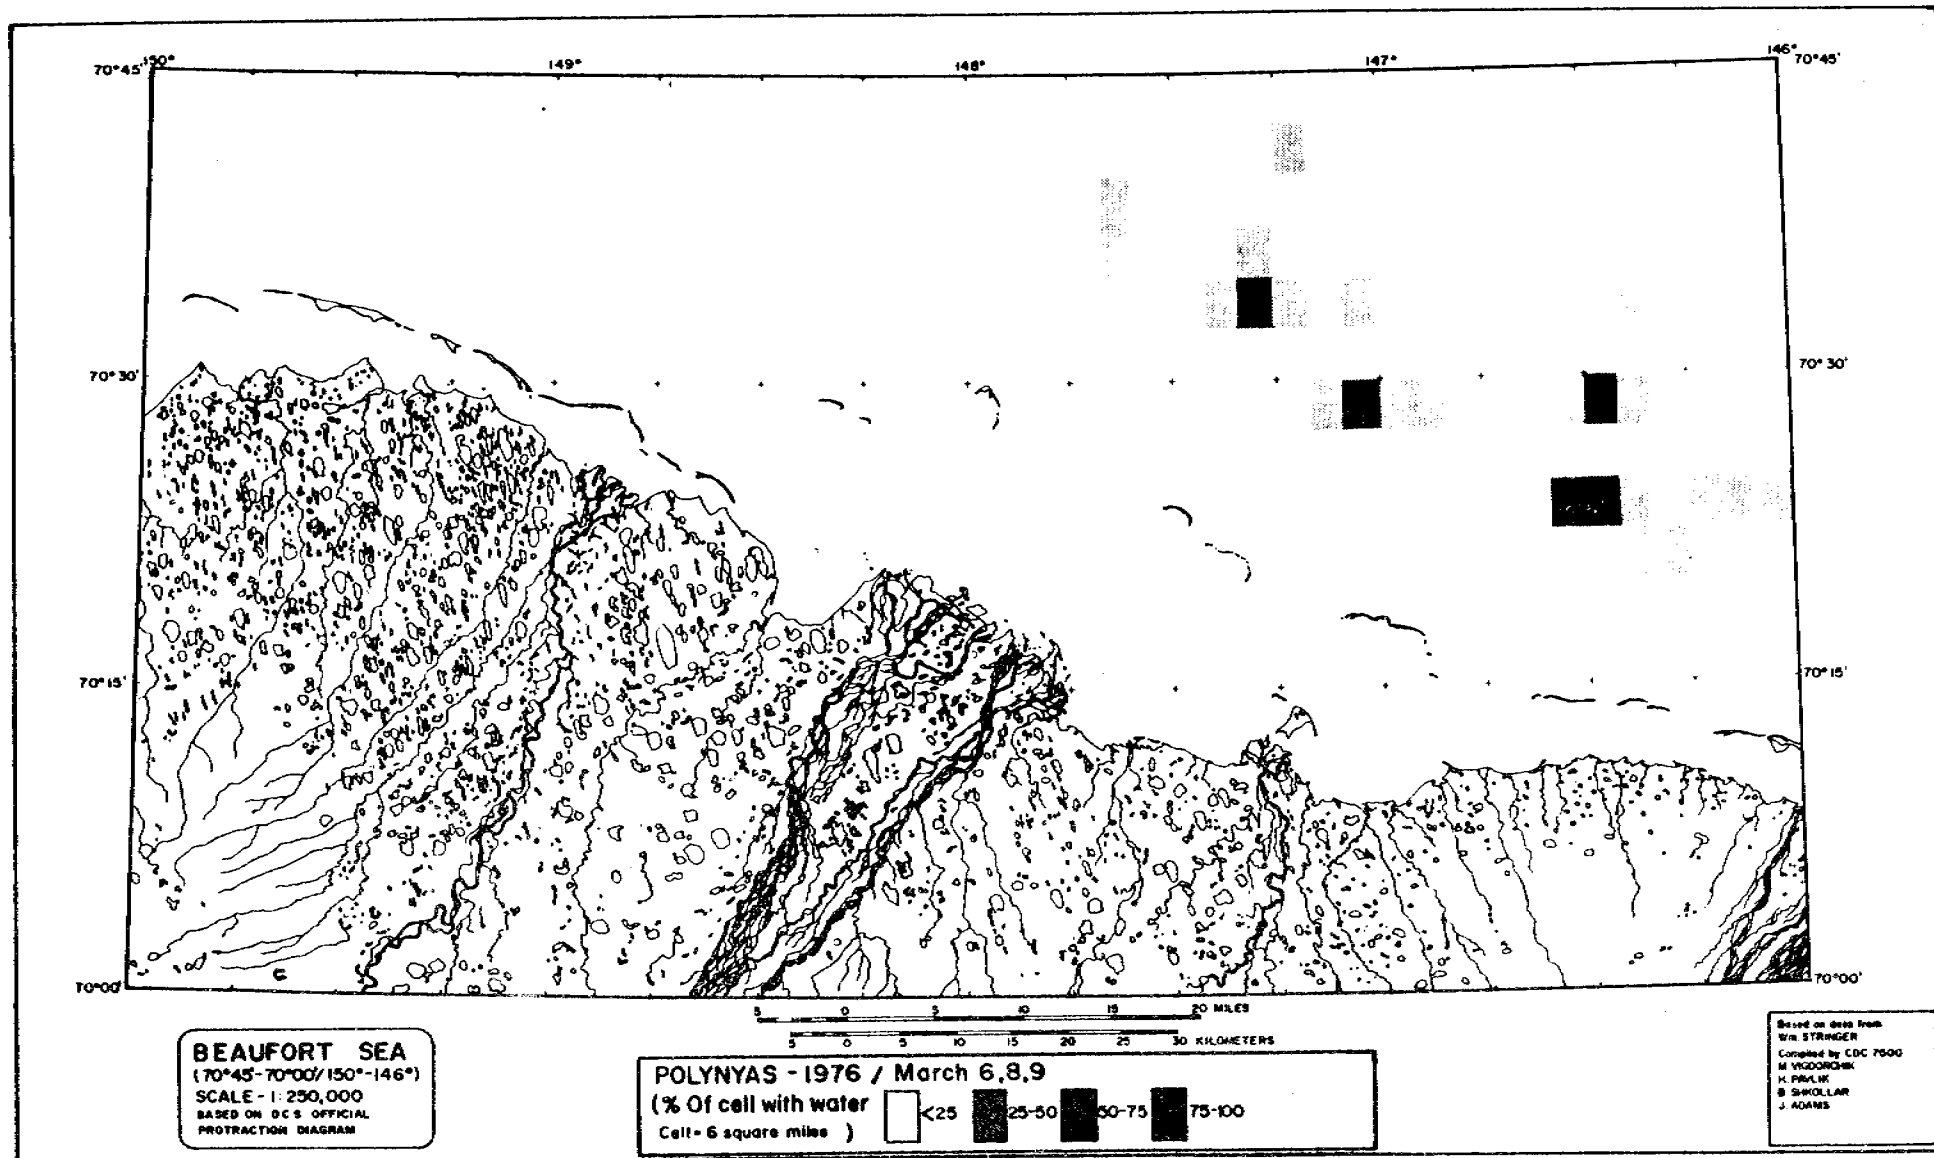 150° 149° 148° 147° 146°
70°45' 70°45'
70°30' 70°30'
70°15' 70°15'
70°00' 70°00'
5 0 5 10 15 20 MILES
5 0 5 10 15 20 25 30 KILOMETERS
BEAUFORT SEA
(70°45'-70°00'/150°-146°)
SCALE - 1:250,000
BASED ON OCS OFFICIAL
PROTRACTION DIAGRAM
POLYNYAS - 1976 / March 6,8,9
(% Of cell with water
Cell= 6 square miles )
<25 25-50 50-75 75-100
Based on data from
Wm. STRINGER
Compiled by CDC 7600
M VIGDORCHIK
K. PAVLIK
B. SHKOLLAR
J. ADAMS